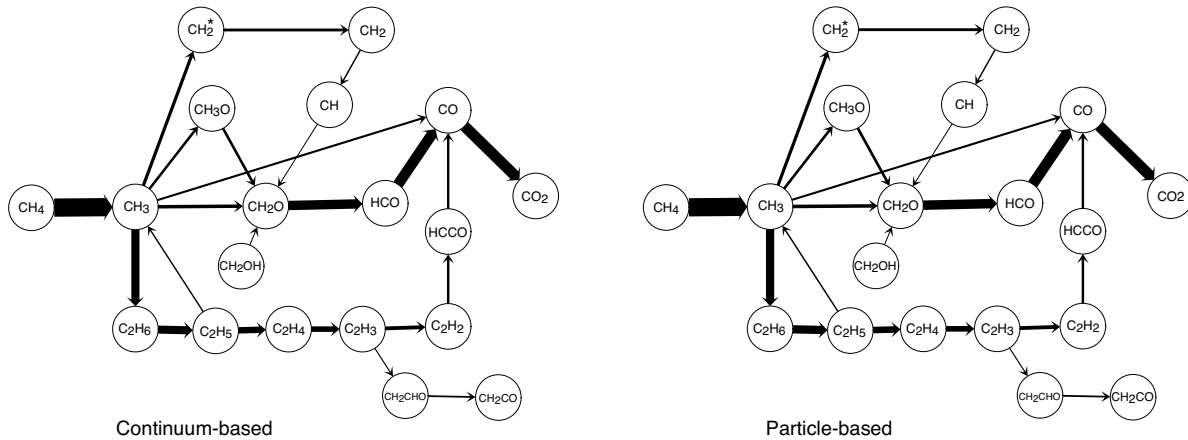 CH2* CH2
CH3O CH CO
CH4 CH3 CH2O HCO CO2
HCCO
CH2OH
C2H6 C2H5 C2H4 C2H3 C2H2
CH2CHO CH2CO
Continuum-based
CH2* CH2
CH3O CH CO
CH4 CH3 CH2O HCO CO2
HCCO
CH2OH
C2H6 C2H5 C2H4 C2H3 C2H2
CH2CHO CH2CO
Particle-based